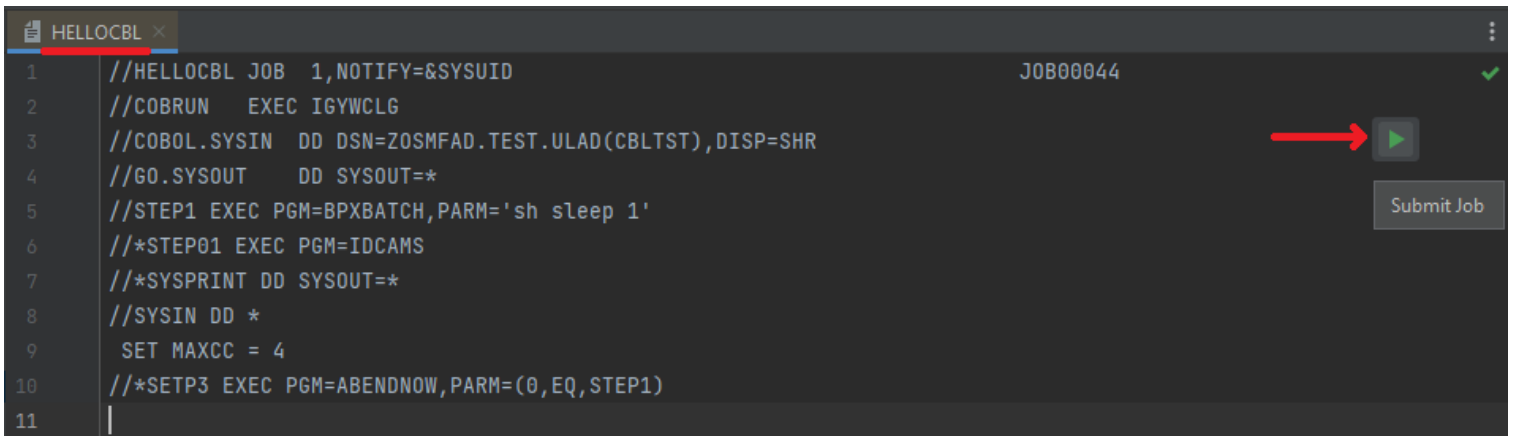 HELLOCBL
1 //HELLOCBL JOB  1,NOTIFY=&SYSUID JOB00044
2 //COBRUN   EXEC IGYWCLG
3 //COBOL.SYSIN  DD DSN=ZOSMFAD.TEST.ULAD(CBLTST),DISP=SHR
4 //GO.SYSOUT    DD SYSOUT=*
5 //STEP1 EXEC PGM=BPXBATCH,PARM='sh sleep 1'
Submit Job
6 //*STEP01 EXEC PGM=IDCAMS
7 //*SYSPRINT DD SYSOUT=*
8 //SYSIN DD *
9  SET MAXCC = 4
10 //*SETP3 EXEC PGM=ABENDNOW,PARM=(0,EQ,STEP1)
11